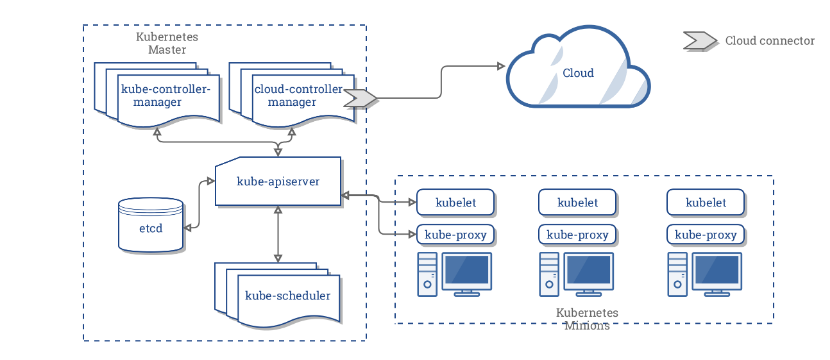 Kubernetes
Master
kube-controller-
manager
cloud-controller
manager
Cloud
Cloud connector
kube-apiserver
etcd
kube-scheduler
kubelet
kubelet
kubelet
kube-proxy
kube-proxy
kube-proxy
Kubernetes
Minions